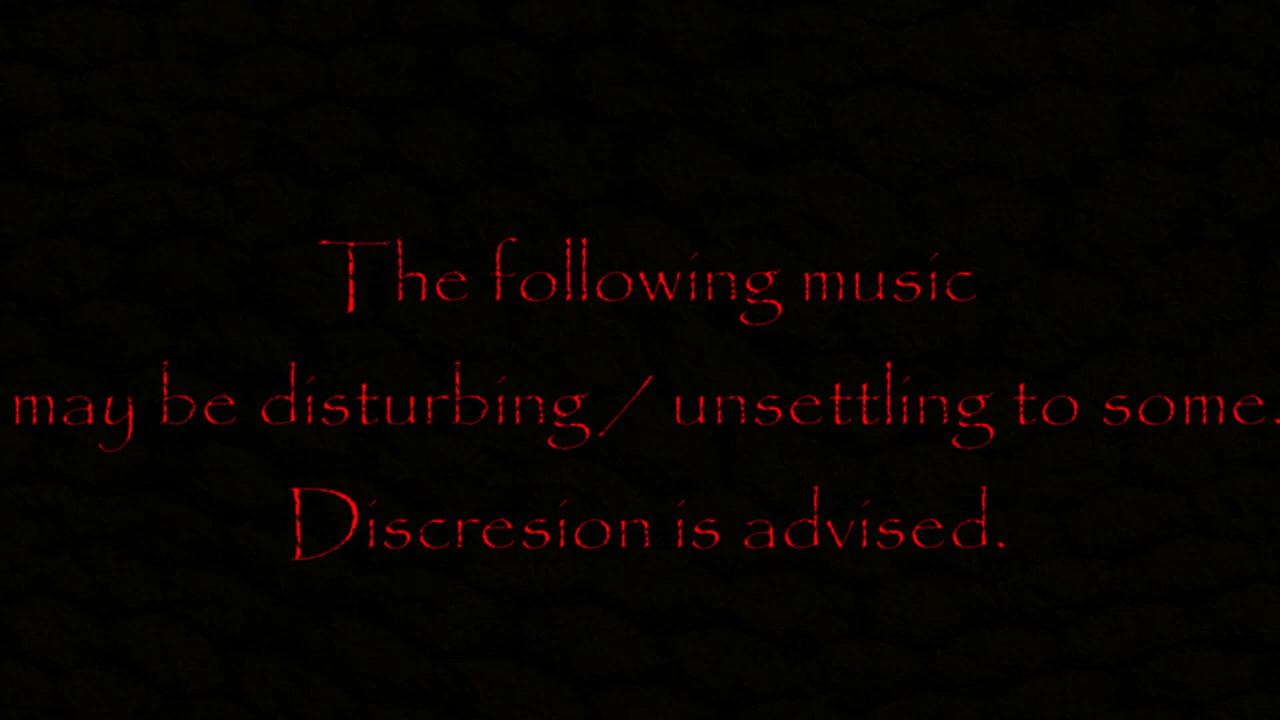 The following music
may be disturbing/ unsettling to some.
Discresion is advised.